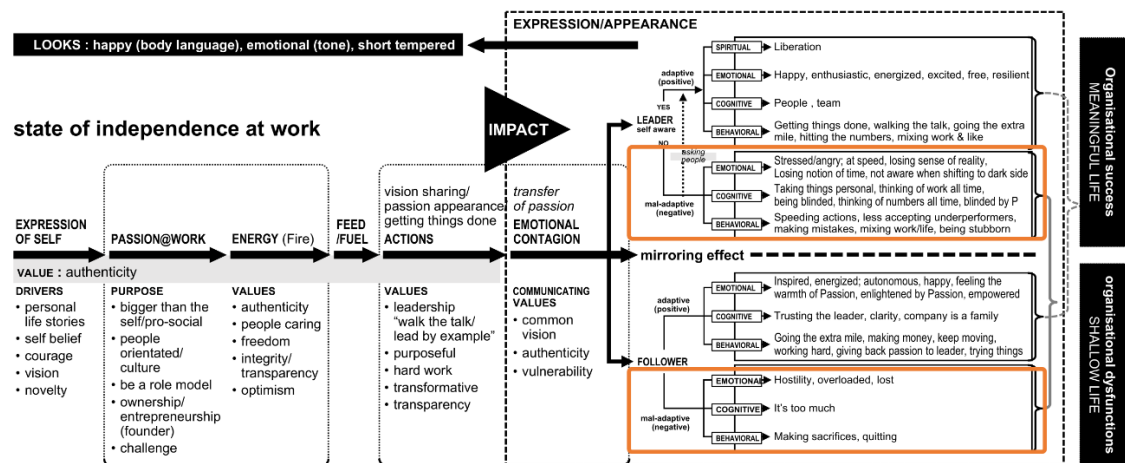 EXPRESSION/APPEARANCE
LOOKS : happy (body language), emotional (tone), short tempered
state of independence at work
IMPACT
vision sharing/
passion appearance/
getting things done
transfer
of passion
EXPRESSION
OF SELF
PASSION@WORK
ENERGY (Fire)
FEED
/FUEL
ACTIONS
EMOTIONAL
CONTAGION
VALUE : authenticity
DRIVERS
• personal
life stories
• self belief
• courage
• vision
• novelty
PURPOSE
• bigger than the
self/pro-social
• people
orientated/
culture
• be a role model
• ownership/
entrepreneurship
(founder)
• challenge
VALUES
• authenticity
• people caring
• freedom
• integrity/
transparency
• optimism
VALUES
• leadership
“walk the talk/
lead by example”
• purposeful
• hard work
• transformative
• transparency
COMMUNICATING
VALUES
• common
vision
• authenticity
• vulnerability
LEADER
self aware
YES
NO
adaptive
(positive)
asking
people
mal-adaptive
(negative)
SPIRITUAL
Liberation
EMOTIONAL
Happy, enthusiastic, energized, excited, free, resilient
COGNITIVE
People , team
BEHAVIORAL
Getting things done, walking the talk, going the extra
mile, hitting the numbers, mixing work & like
EMOTIONAL
Stressed/angry; at speed, losing sense of reality,
Losing notion of time, not aware when shifting to dark side
COGNITIVE
Taking things personal, thinking of work all time,
being blinded, thinking of numbers all time, blinded by P
BEHAVIORAL
Speeding actions, less accepting underperformers,
making mistakes, mixing work/life, being stubborn
mirroring effect
FOLLOWER
adaptive
(positive)
mal-adaptive
(negative)
EMOTIONAL
Inspired, energized; autonomous, happy, feeling the
warmth of Passion, enlightened by Passion, empowered
COGNITIVE
Trusting the leader, clarity, company is a family
BEHAVIORAL
Going the extra mile, making money, keep moving,
working hard, giving back passion to leader, trying things
EMOTIONAL
Hostility, overloaded, lost
COGNITIVE
It’s too much
BEHAVIORAL
Making sacrifices, quitting
Organisational success
MEANINGFUL LIFE
organisational dysfunctions
SHALLOW LIFE